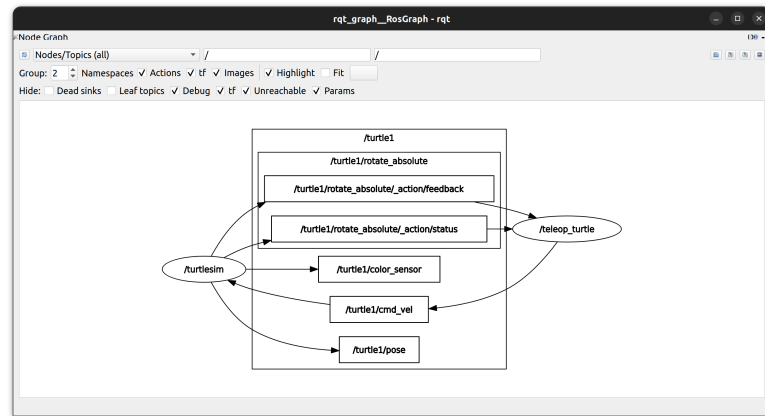 rqt_graph__RosGraph - rqt
Node Graph
Nodes/Topics (all) / /
Group: 2 Namespaces Actions tf Images Highlight Fit
Hide: Dead sinks Leaf topics Debug tf Unreachable Params
/turtle1
/turtle1/rotate_absolute
/turtle1/rotate_absolute/_action/feedback
/turtle1/rotate_absolute/_action/status
/teleop_turtle
/turtlesim
/turtle1/color_sensor
/turtle1/cmd_vel
/turtle1/pose